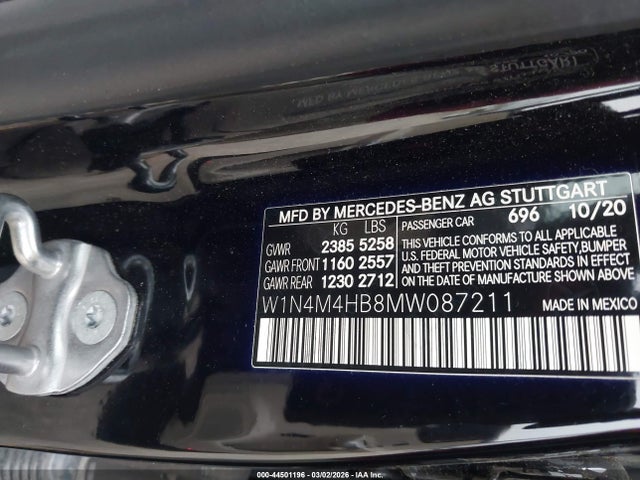 MFD BY MERCEDES-BENZ AG STUTTGART
KG LBS PASSENGER CAR 696 10/20
GVWR 2385 5258
GAWR FRONT 1160 2557
GAWR REAR 1230 2712
THIS VEHICLE CONFORMS TO ALL APPLICABLE
U.S. FEDERAL MOTOR VEHICLE SAFETY, BUMPER
AND THEFT PREVENTION STANDARDS IN EFFECT
ON DATE OF MANUFACTURE SHOWN ABOVE.
W1N4M4HB8MW087211
MADE IN MEXICO
000-44501196 - 03/02/2026 - IAA Inc.